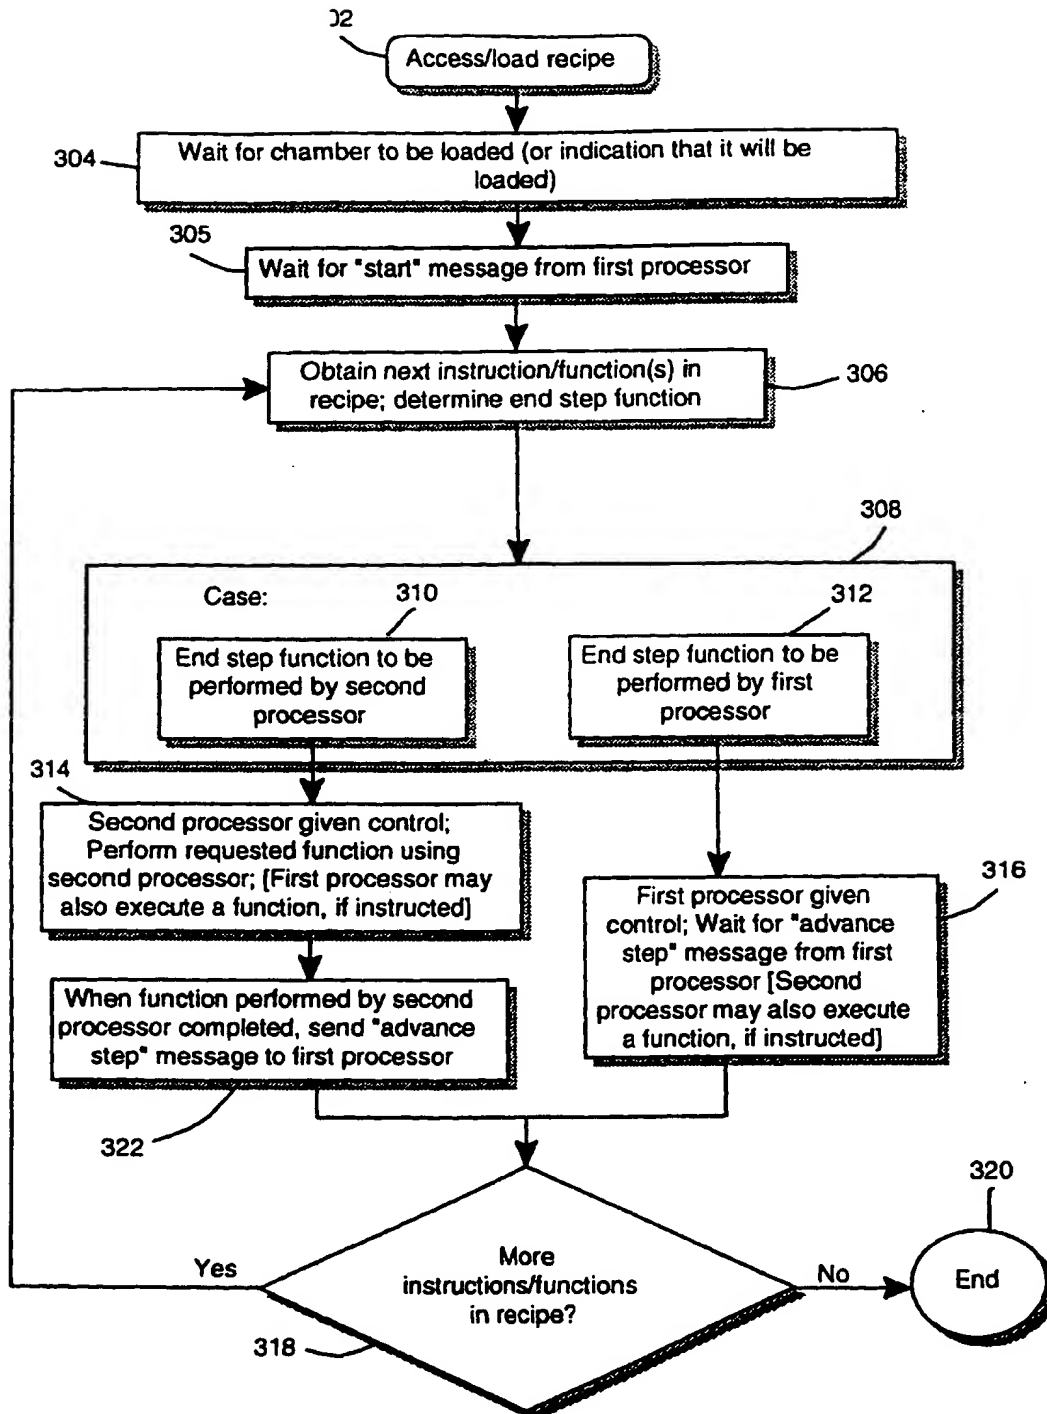 02
Access/load recipe
304
Wait for chamber to be loaded (or indication that it will be
loaded)
305
Wait for "start" message from first processor
Obtain next instruction/function(s) in
recipe; determine end step function
306
308
Case:
310
312
End step function to be
performed by second
processor
End step function to be
performed by first
processor
314
Second processor given control;
Perform requested function using
second processor; [First processor may
also execute a function, if instructed]
First processor given
control; Wait for "advance
step" message from first
processor [Second
processor may also execute
a function, if instructed]
316
When function performed by second
processor completed, send "advance
step" message to first processor
322
320
Yes
More
instructions/functions
in recipe?
No
End
318